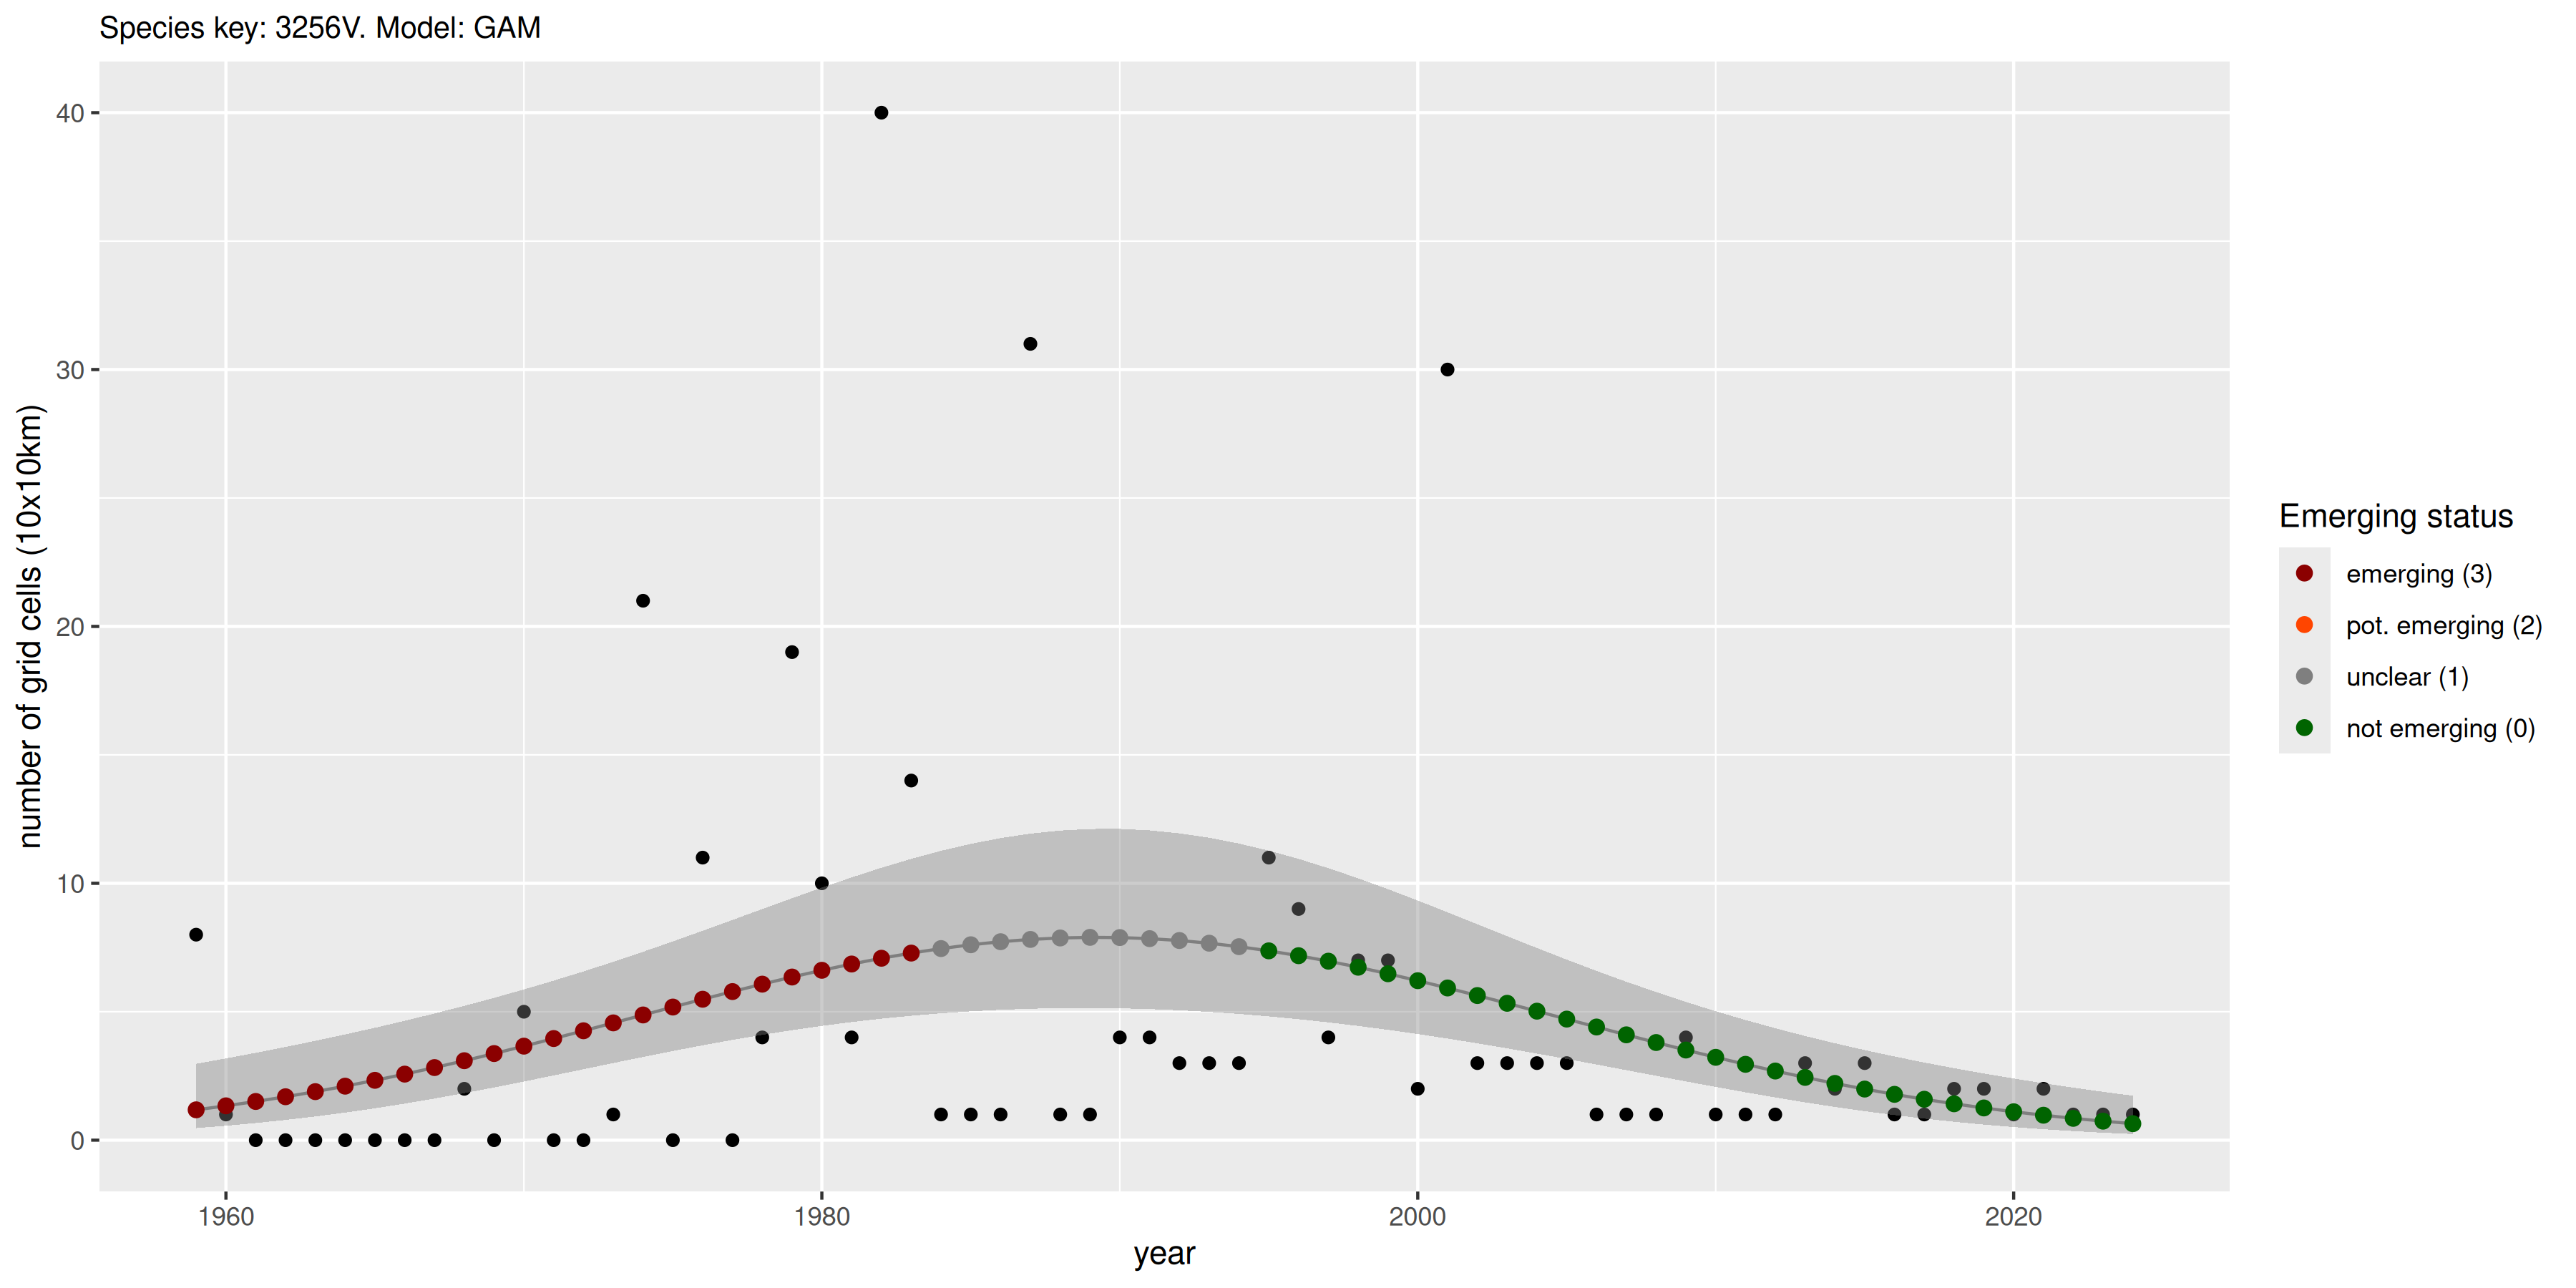 Species key: 3256V. Model: GAM
number of grid cells (10x10km)
40
30
20
10
0
1960
1980
2000
2020
year
Emerging status
emerging (3)
pot. emerging (2)
unclear (1)
not emerging (0)